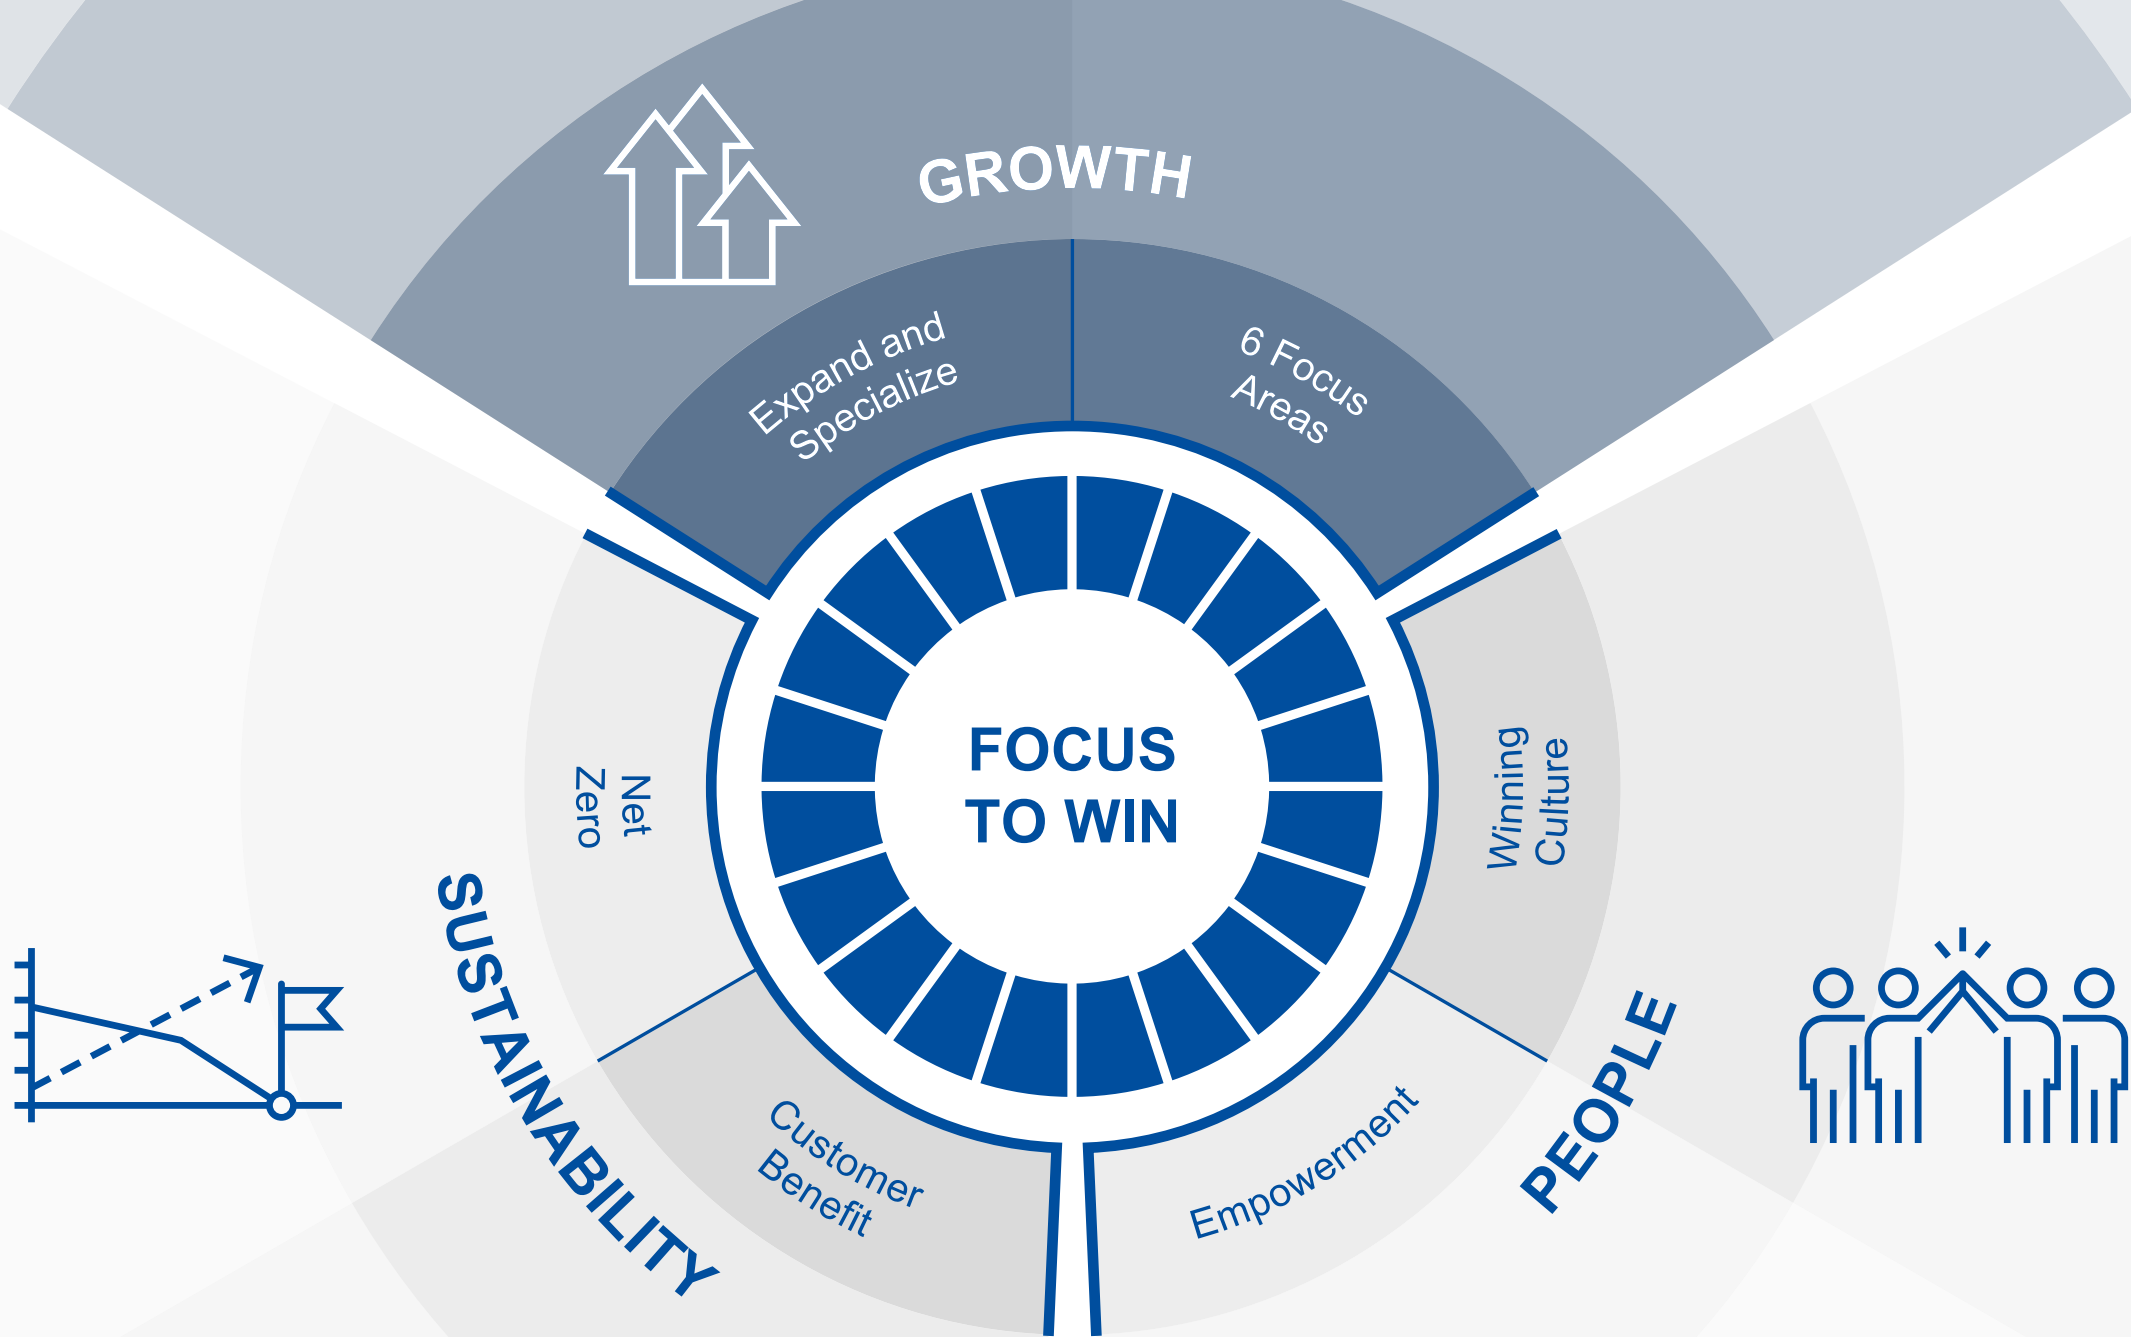 GROWTH
Expand and
Specialize
6 Focus
Areas
FOCUS
TO WIN
Net
Zero
Winning
Culture
SUSTAINABILITY
Customer
Benefit
Empowerment
PEOPLE